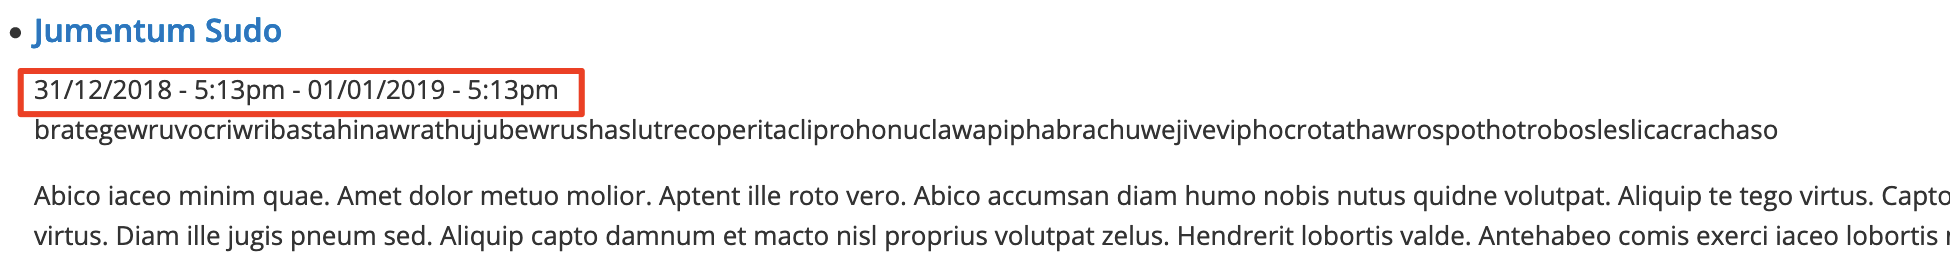 Jumentum Sudo
31/12/2018 - 5:13pm - 01/01/2019 - 5:13pm
brategewruvocriwribastahinawrathujubewrushaslutrecoperitacliprohonuclawapiphabrachuwejiveviphocrotathawrospothotrobosleslicacrachaso
Abico iaceo minim quae. Amet dolor metuo molior. Aptent ille roto vero. Abico accumsan diam humo nobis nutus quidne volutpat. Aliquip te tego virtus. Capto
virtus. Diam ille jugis pneum sed. Aliquip capto damnum et macto nisl proprius volutpat zelus. Hendrerit lobortis valde. Antehabeo comis exerci iaceo lobortis